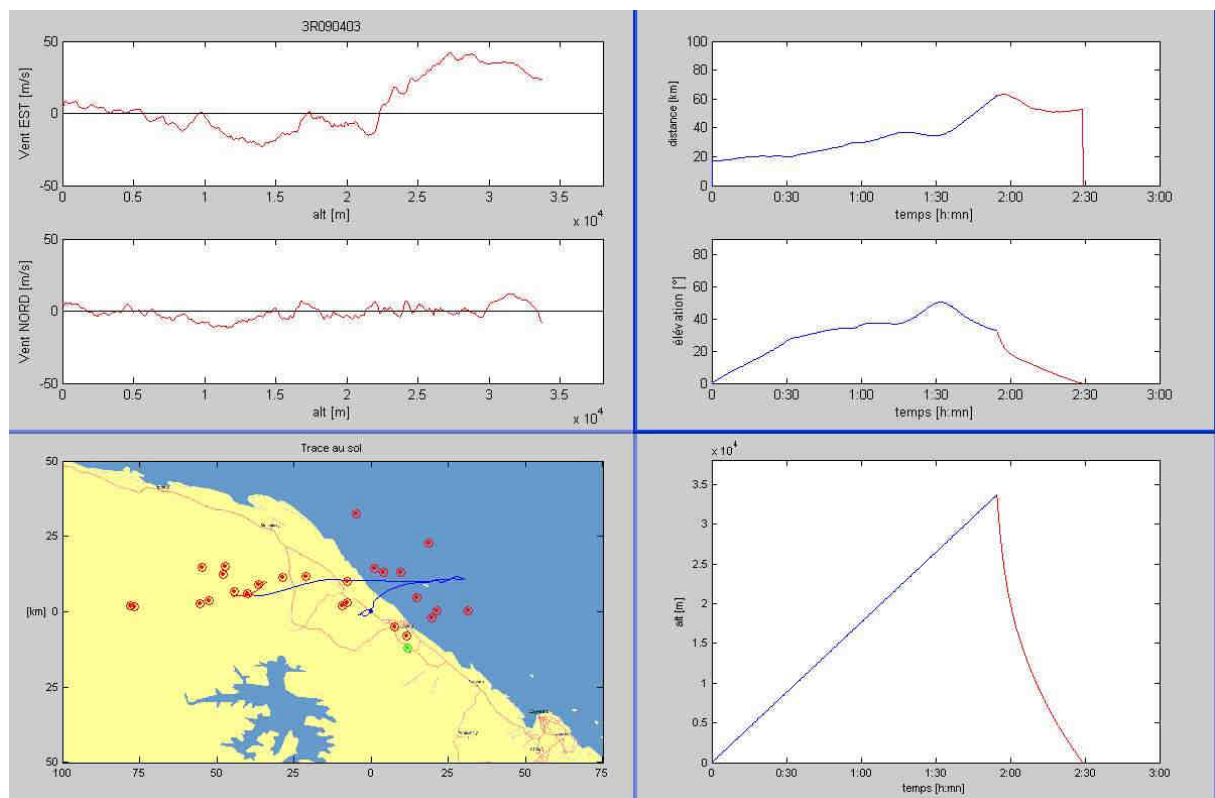 3R090403
50
0
-50
Vent EST [m/s]
0 0.5 1 1.5 2 2.5 3 3.5
alt [m]
x 10^4
50
0
-50
Vent NORD [m/s]
0 0.5 1 1.5 2 2.5 3 3.5
alt [m]
x 10^4
100
80
60
40
20
0
distance [km]
0 0:30 1:00 1:30 2:00 2:30 3:00
temps [h:mn]
80
60
40
20
0
élévation [°]
0 0:30 1:00 1:30 2:00 2:30 3:00
temps [h:mn]
Trace au sol
50
25
[km] 0
25
50
100 75 50 25 0 25 50 75
x 10^4
3.5
3
2.5
2
1.5
1
0.5
0
alt [m]
0 0:30 1:00 1:30 2:00 2:30 3:00
temps [h:mn]